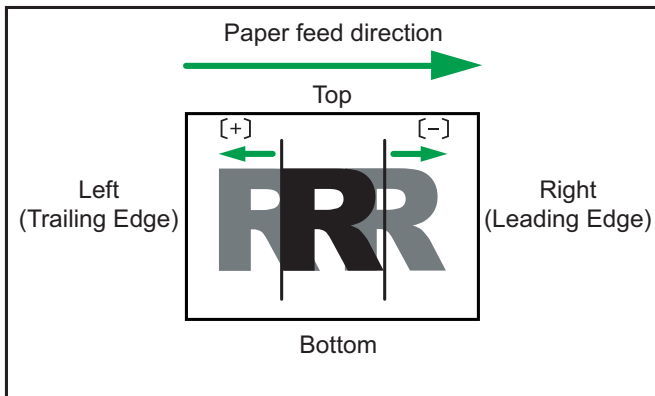 Paper feed direction
Top
[+]
[−]
Left
(Trailing Edge)
RRR
Right
(Leading Edge)
Bottom